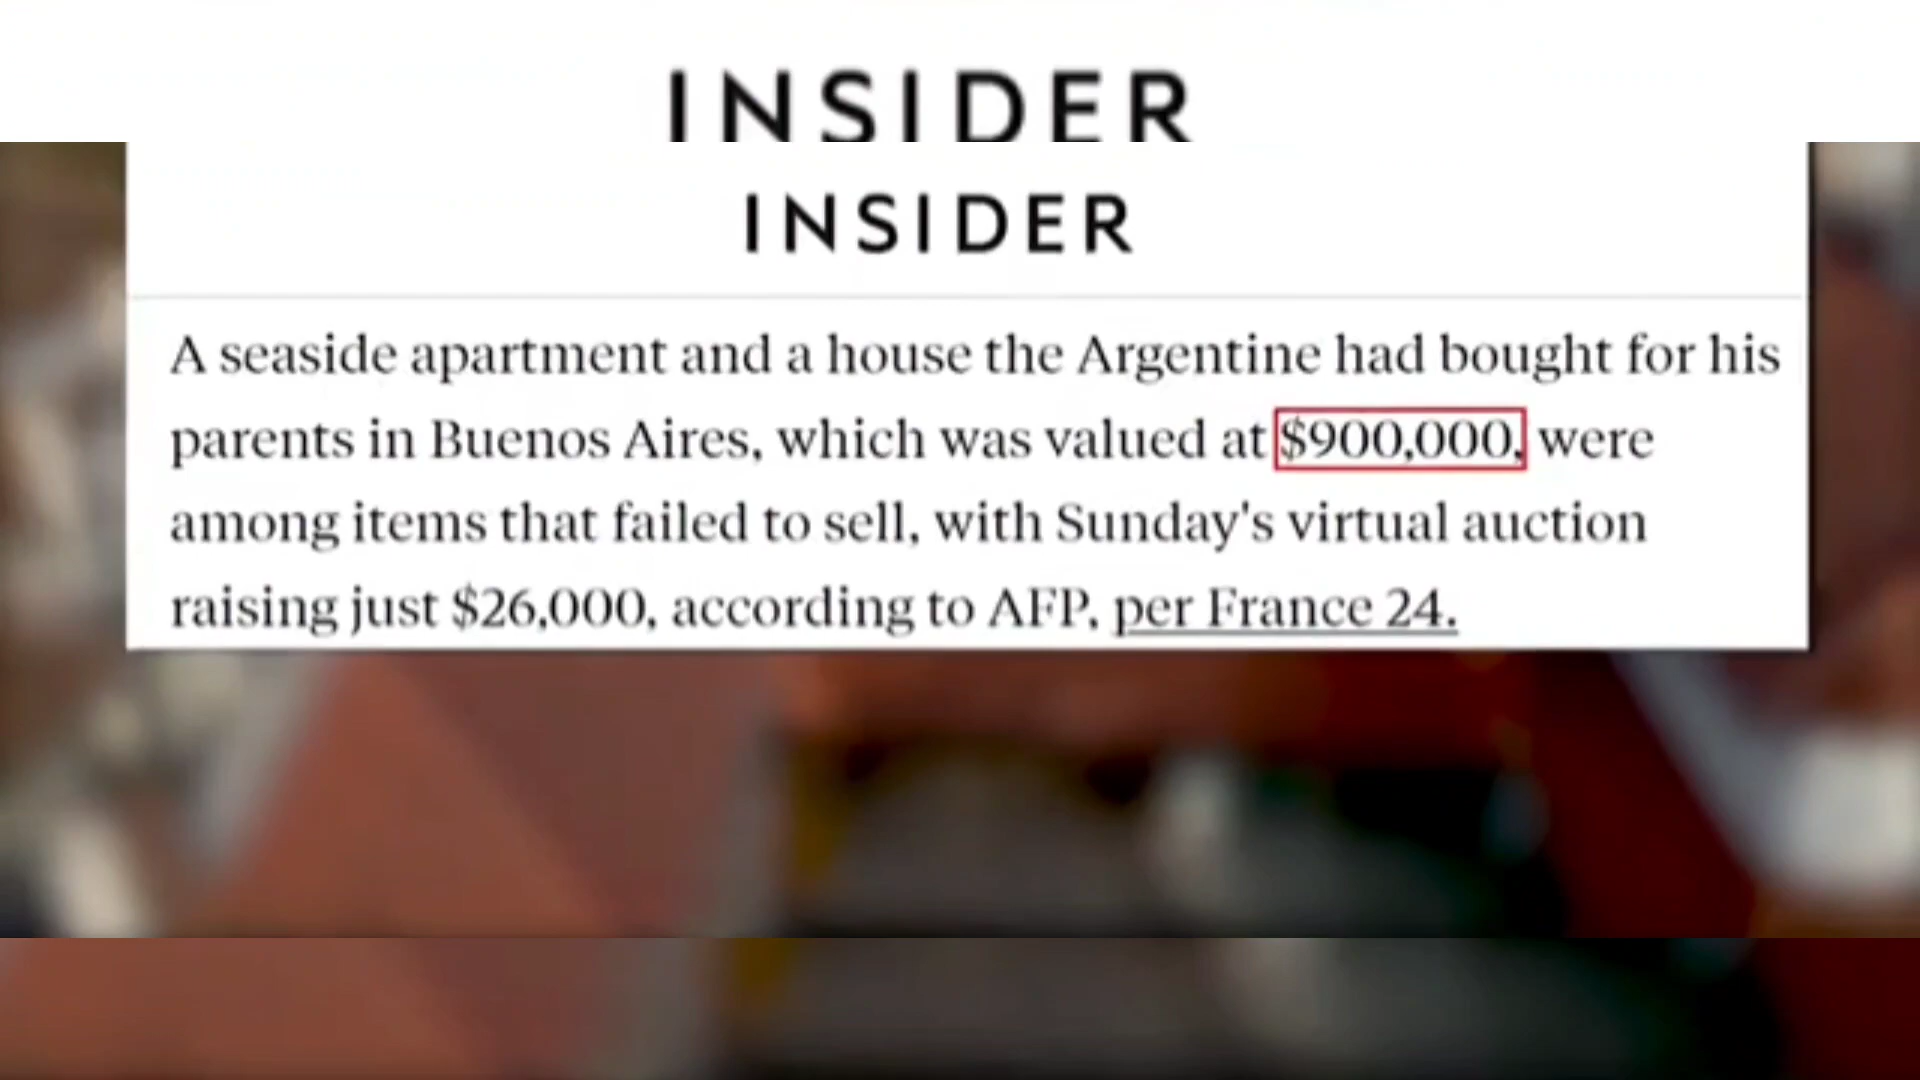 INSIDER
INSIDER
A seaside apartment and a house the Argentine had bought for his
parents in Buenos Aires, which was valued at $900,000, were
among items that failed to sell, with Sunday's virtual auction
raising just $26,000, according to AFP, per France 24.